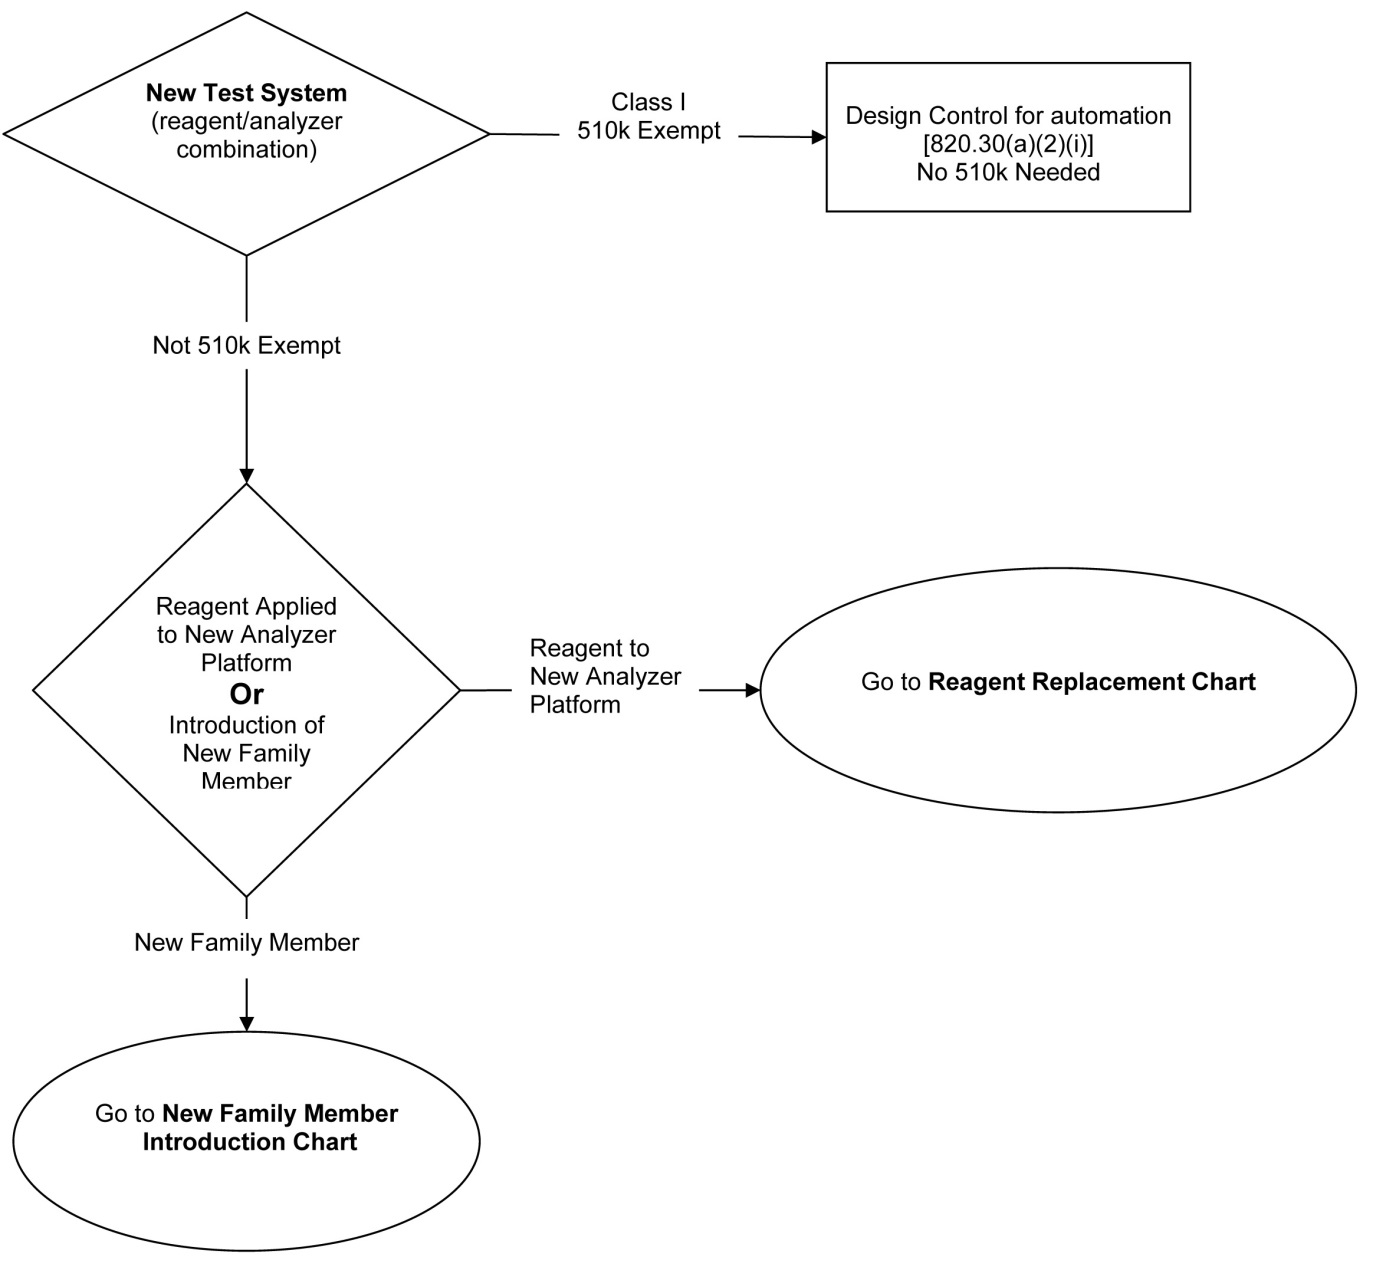 New Test System
(reagent/analyzer
combination)
Class I
510k Exempt
Design Control for automation
[820.30(a)(2)(i)]
No 510k Needed
Not 510k Exempt
Reagent Applied
to New Analyzer
Platform
Or
Introduction of
New Family
Member
Reagent to
New Analyzer
Platform
Go to Reagent Replacement Chart
New Family Member
Go to New Family Member
Introduction Chart